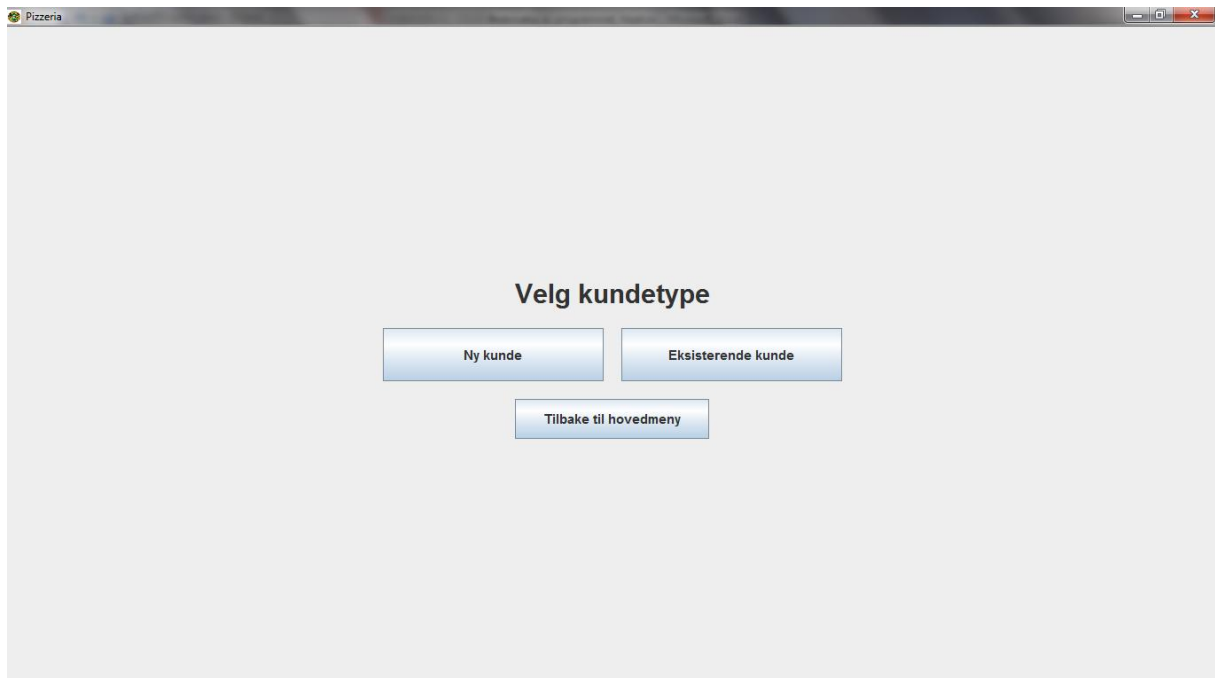 Pizzeria
Velg kundetype
Ny kunde
Eksisterende kunde
Tilbake til hovedmeny